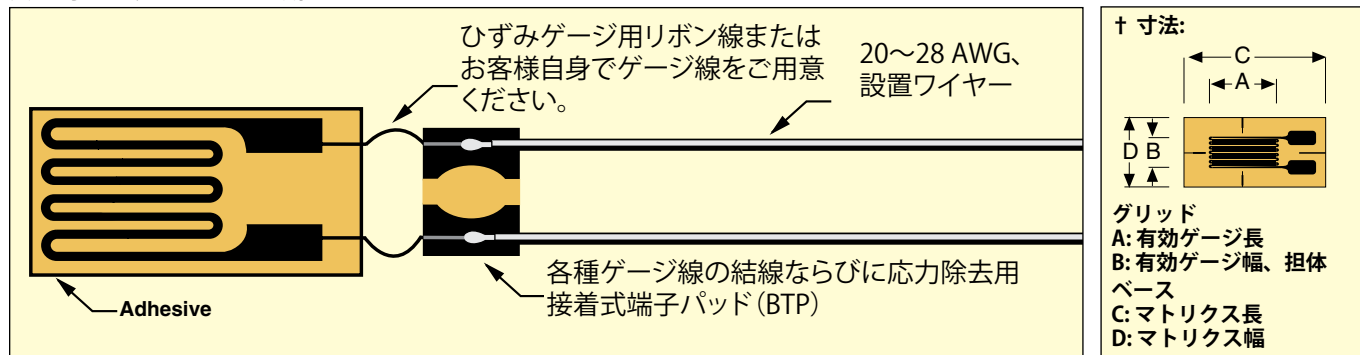 ひずみゲージ用リボン線または
お客様自身でゲージ線をご用意
ください。
20〜28 AWG、
設置ワイヤー
各種ゲージ線の結線ならびに応力除去用
接着式端子パッド（BTP）
Adhesive
† 寸法:
C
A
D B
グリッド
A: 有効ゲージ長
B: 有効ゲージ幅、担体
ベース
C: マトリクス長
D: マトリクス幅